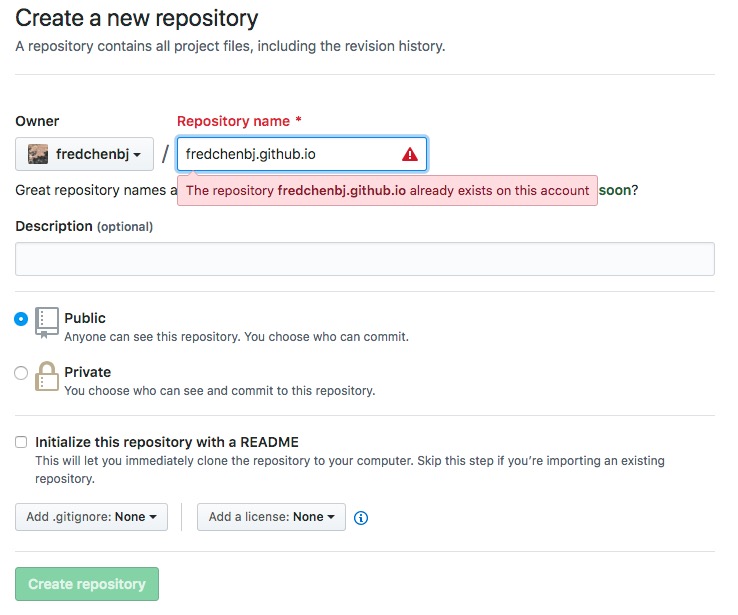 Create a new repository
A repository contains all project files, including the revision history.
Owner
Repository name *
fredchenbj
/
fredchenbj.github.io
Great repository names a
soon?
The repository fredchenbj.github.io already exists on this account
Description (optional)
Public
Anyone can see this repository. You choose who can commit.
Private
You choose who can see and commit to this repository.
Initialize this repository with a README
This will let you immediately clone the repository to your computer. Skip this step if you’re importing an existing
repository.
Add .gitignore: None
Add a license: None
Create repository